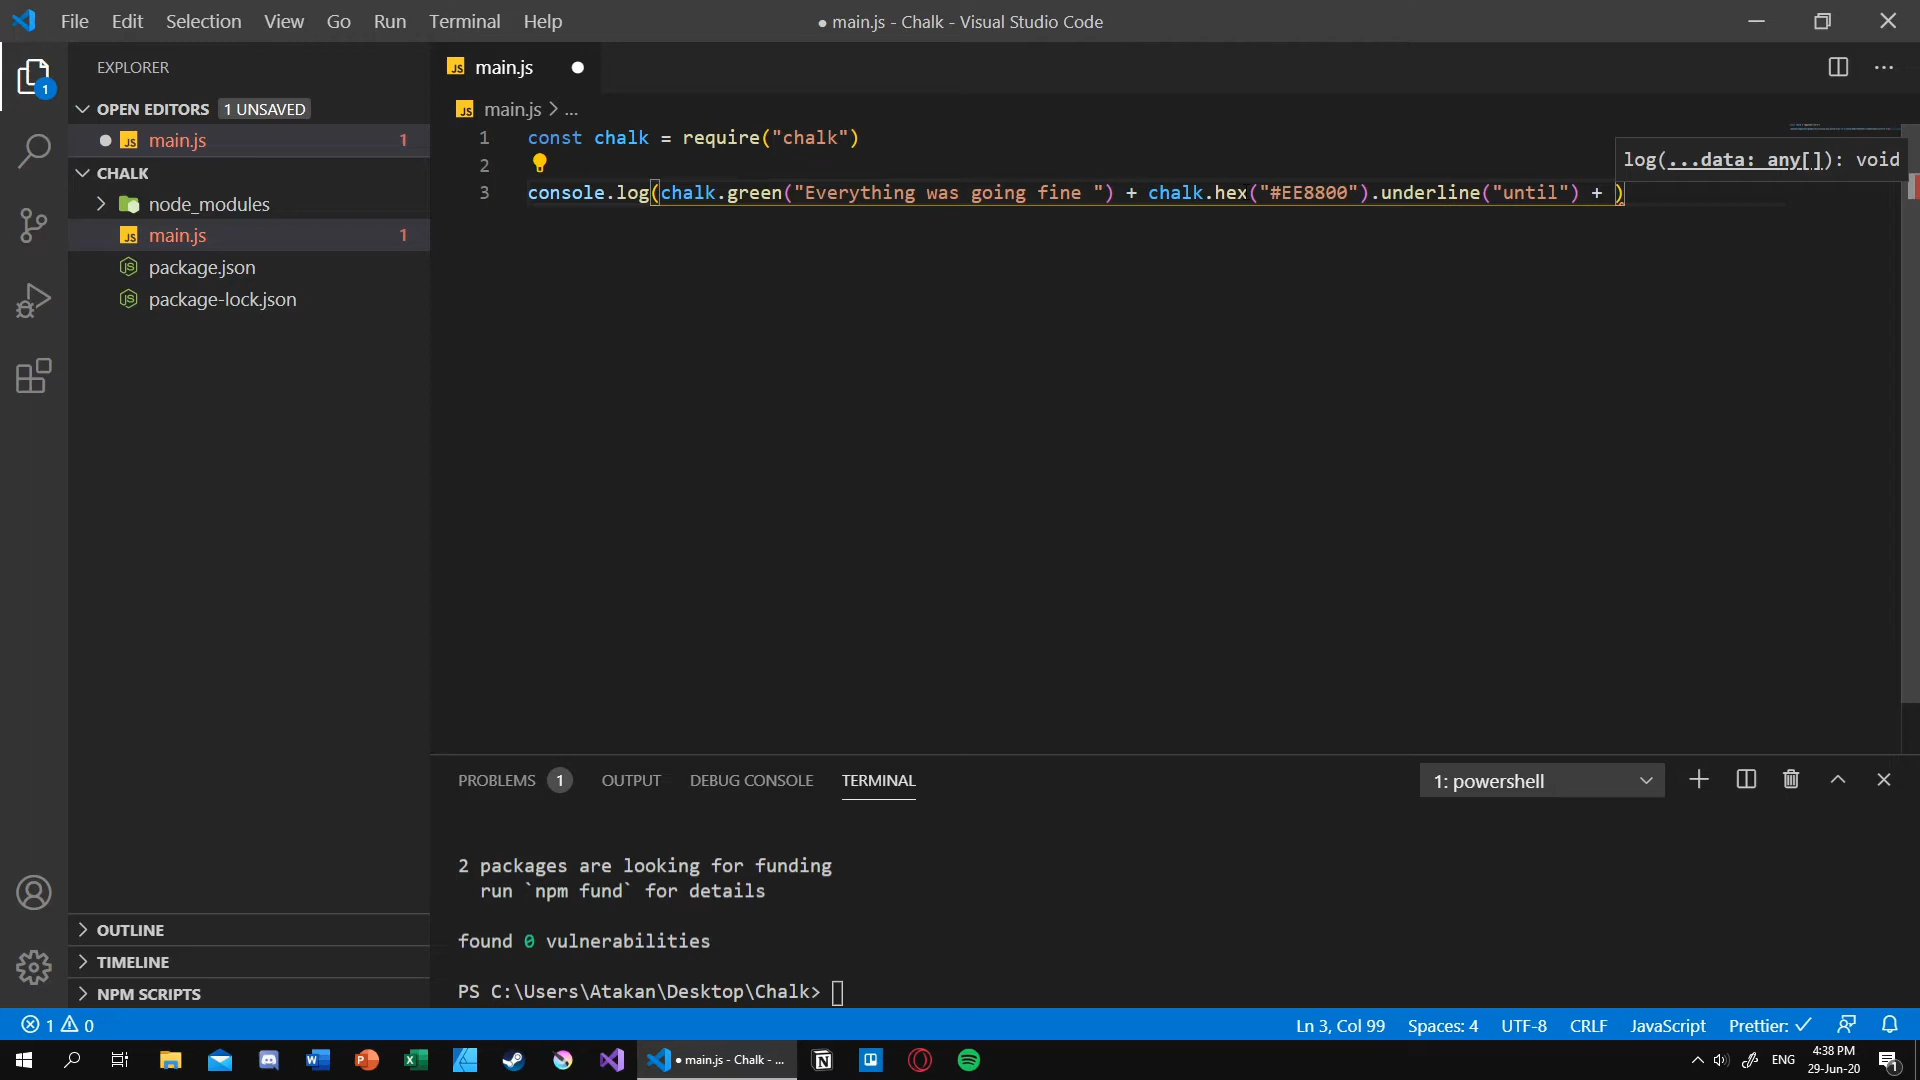 File Edit Selection View Go Run Terminal Help
● main.js - Chalk - Visual Studio Code
1
EXPLORER
OPEN EDITORS 1 UNSAVED
JS main.js 1
CHALK
node_modules
JS main.js 1
package.json
package-lock.json
OUTLINE
TIMELINE
NPM SCRIPTS
JS main.js
JS main.js > ...
1 const chalk = require("chalk")
2
3 console.log(chalk.green("Everything was going fine ") + chalk.hex("#EE8800").underline("until") + )
log(...data: any[]): void
PROBLEMS 1 OUTPUT DEBUG CONSOLE TERMINAL
1: powershell
2 packages are looking for funding
run `npm fund` for details
found 0 vulnerabilities
PS C:\Users\Atakan\Desktop\Chalk>
1 0
Ln 3, Col 99 Spaces: 4 UTF-8 CRLF JavaScript Prettier: ✓
● main.js - Chalk - ...
ENG
4:38 PM
29-Jun-20
1